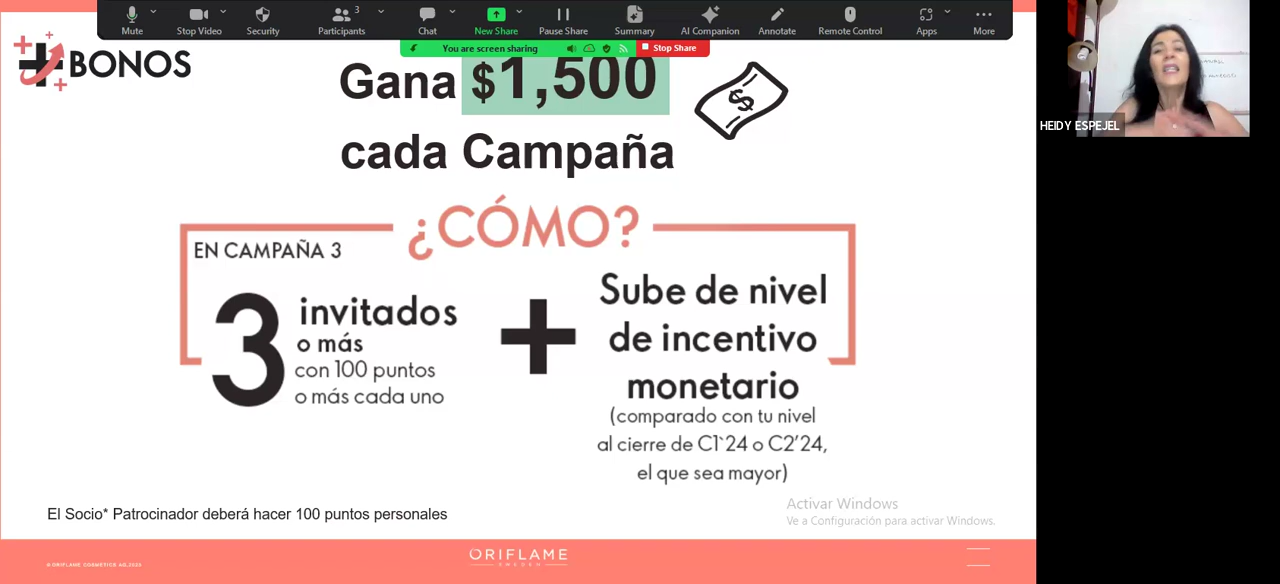 Mute
Stop Video
Security
Participants
3
Chat
New Share
Pause Share
Summary
AI Companion
Annotate
Remote Control
Apps
More
You are screen sharing
Stop Share
HEIDY ESPEJEL
BONOS
Gana $1,500
cada Campaña
¿CÓMO?
EN CAMPAÑA 3
3 invitados
o más
con 100 puntos
o más cada uno
+
Sube de nivel
de incentivo
monetario
(comparado con tu nivel
al cierre de C1`24 o C2’24,
el que sea mayor)
El Socio* Patrocinador deberá hacer 100 puntos personales
Activar Windows
Ve a Configuración para activar Windows.
ORIFLAME
SWEDEN